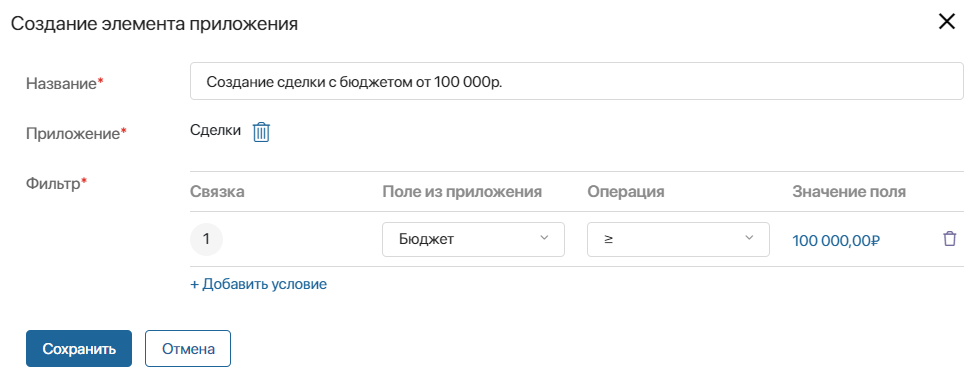 Создание элемента приложения
Название*
Создание сделки с бюджетом от 100 000р.
Приложение*
Сделки
Фильтр*
Связка Поле из приложения Операция Значение поля
1 Бюджет ≥ 100 000,00₽
+ Добавить условие
Сохранить Отмена